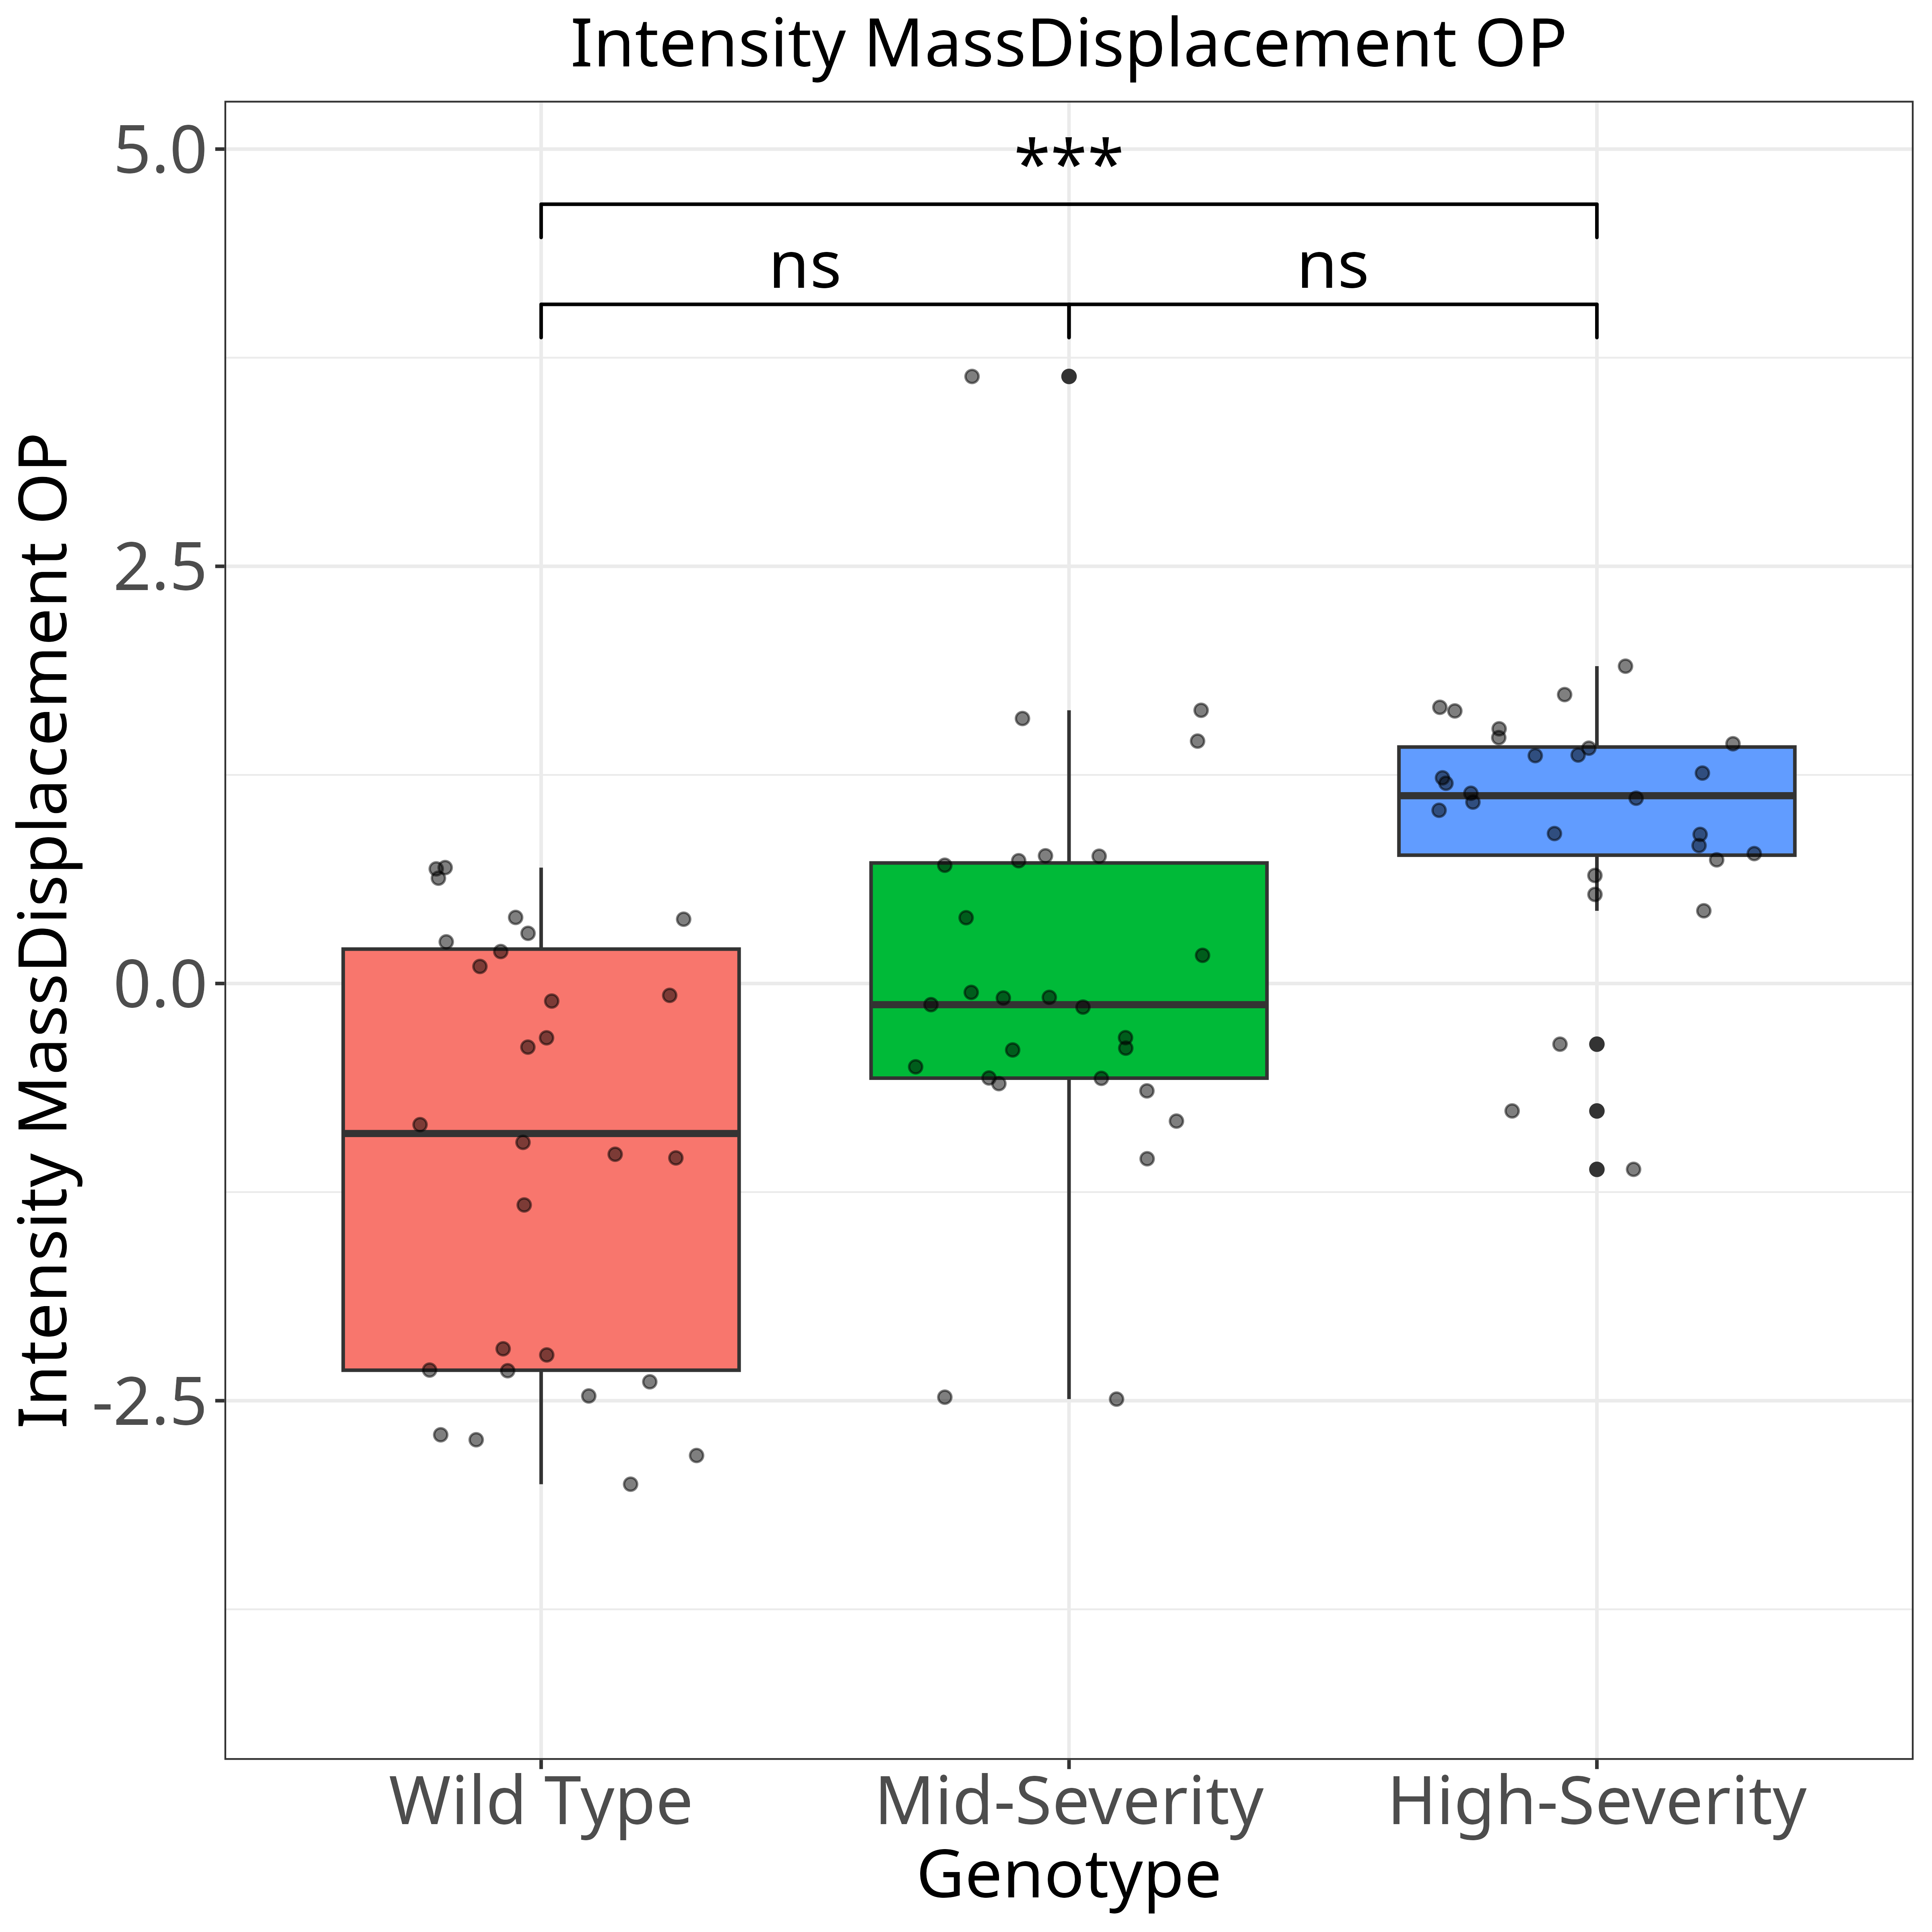 Intensity MassDisplacement OP
5.0
***
ns ns
2.5
0.0
-2.5
Intensity MassDisplacement OP
Wild Type Mid-Severity High-Severity
Genotype